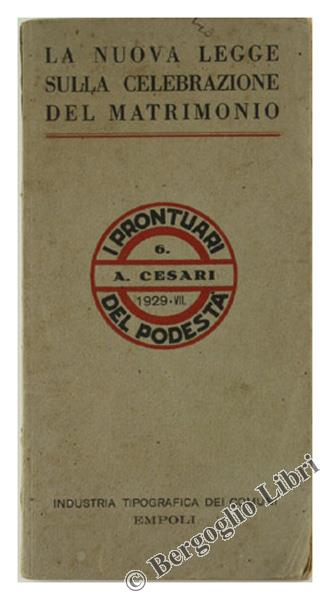 LA NUOVA LEGGE
SULLA CELEBRAZIONE
DEL MATRIMONIO
I PRONTUARI
6.
A. CESARI
1929 · VII.
DEL PODESTÀ
INDUSTRIA TIPOGRAFICA DEI COMUNI
EMPOLI
© Bergoglio Libri